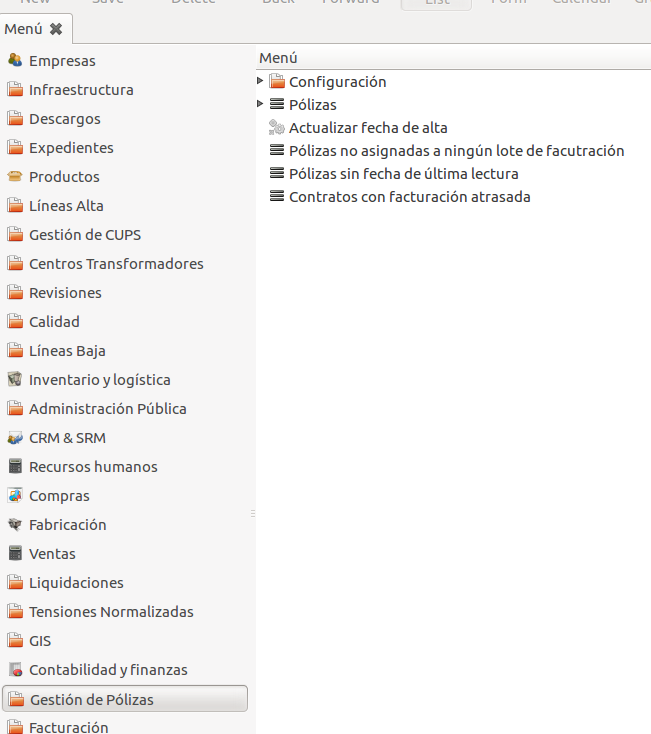 New Save Delete Back Forward List Form Calendar
Menú
Empresas
Infraestructura
Descargos
Expedientes
Productos
Líneas Alta
Gestión de CUPS
Centros Transformadores
Revisiones
Calidad
Líneas Baja
Inventario y logística
Administración Pública
CRM & SRM
Recursos humanos
Compras
Fabricación
Ventas
Liquidaciones
Tensiones Normalizadas
GIS
Contabilidad y finanzas
Gestión de Pólizas
Facturación
Menú
Configuración
Pólizas
Actualizar fecha de alta
Pólizas no asignadas a ningún lote de facutración
Pólizas sin fecha de última lectura
Contratos con facturación atrasada